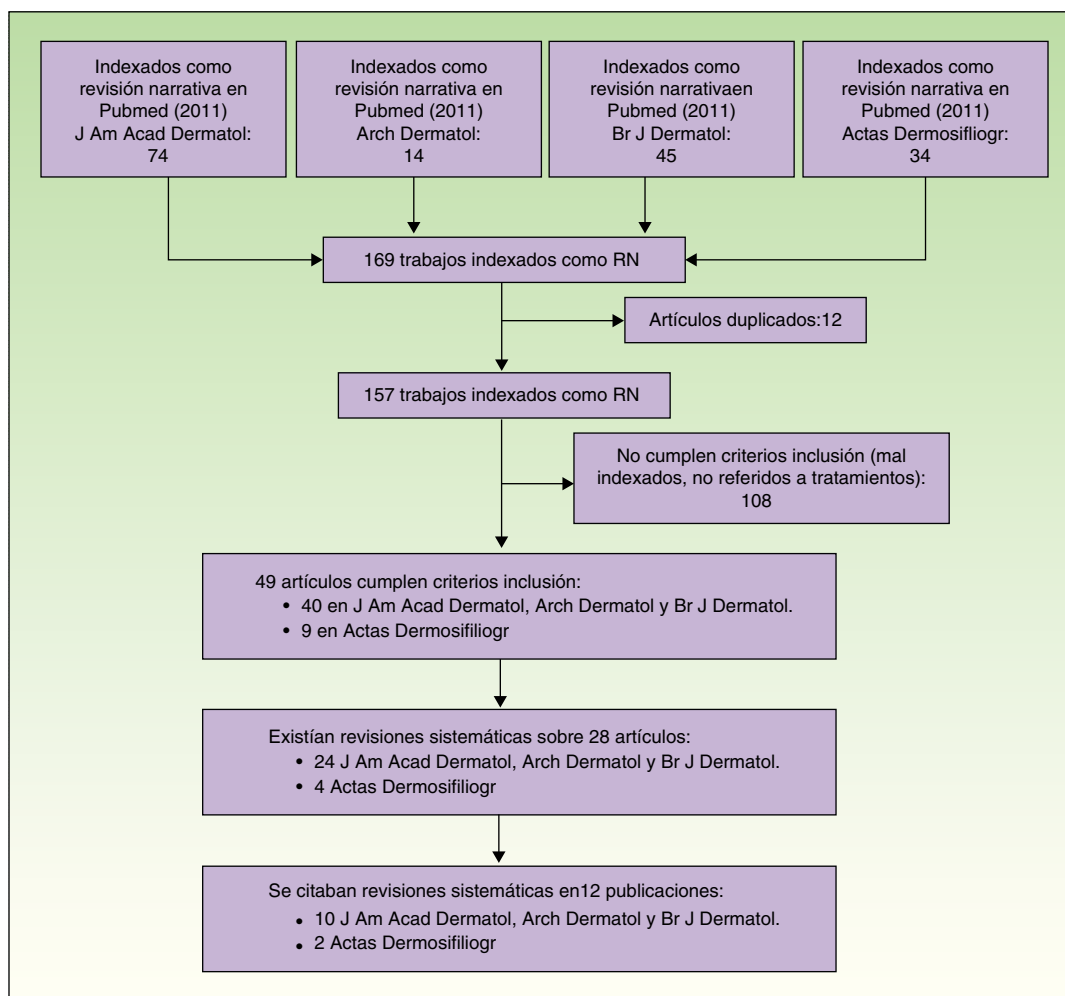 Indexados como
revisión narrativa en
Pubmed (2011)
J Am Acad Dermatol:
74
Indexados como
revisión narrativa en
Pubmed (2011)
Arch Dermatol:
14
Indexados como
revisión narrativaen
Pubmed (2011)
Br J Dermatol:
45
Indexados como
revisión narrativa en
Pubmed (2011)
Actas Dermosifliogr:
34
169 trabajos indexados como RN
Artículos duplicados:12
157 trabajos indexados como RN
No cumplen criterios inclusión (mal
indexados, no referidos a tratamientos):
108
49 artículos cumplen criterios inclusión:
• 40 en J Am Acad Dermatol, Arch Dermatol y Br J Dermatol.
• 9 en Actas Dermosifiliogr
Existían revisiones sistemáticas sobre 28 artículos:
• 24 J Am Acad Dermatol, Arch Dermatol y Br J Dermatol.
• 4 Actas Dermosifiliogr
Se citaban revisiones sistemáticas en12 publicaciones:
• 10 J Am Acad Dermatol, Arch Dermatol y Br J Dermatol.
• 2 Actas Dermosifiliogr